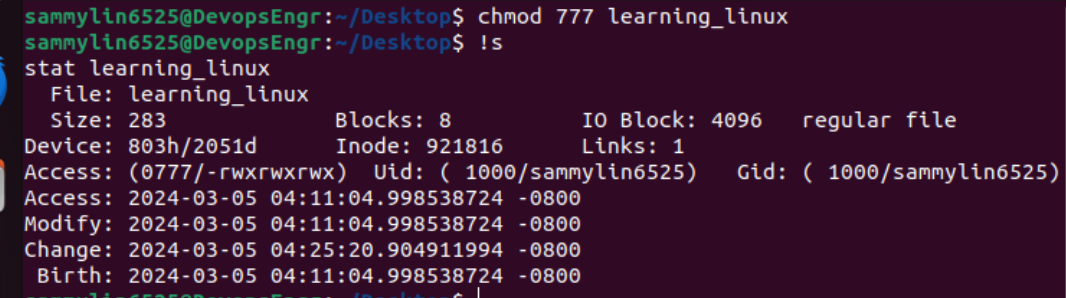 sammylin6525@DevopsEngr:~/Desktop$ chmod 777 learning_linux
sammylin6525@DevopsEngr:~/Desktop$ !s
stat learning_linux
  File: learning_linux
  Size: 283             Blocks: 8          IO Block: 4096   regular file
Device: 803h/2051d      Inode: 921816      Links: 1
Access: (0777/-rwxrwxrwx)  Uid: ( 1000/sammylin6525)   Gid: ( 1000/sammylin6525)
Access: 2024-03-05 04:11:04.998538724 -0800
Modify: 2024-03-05 04:11:04.998538724 -0800
Change: 2024-03-05 04:25:20.904911994 -0800
 Birth: 2024-03-05 04:11:04.998538724 -0800
sammylin6525@DevopsEngr:~/Desktop$